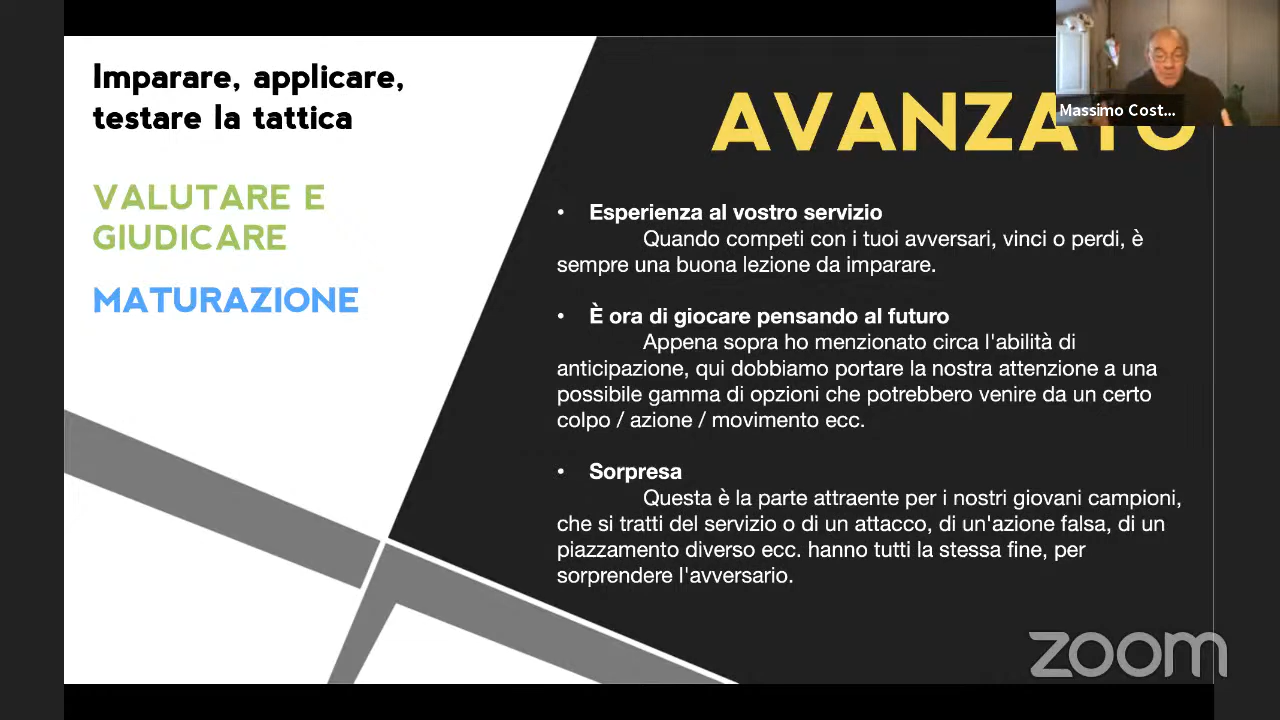 Imparare, applicare,
testare la tattica
VALUTARE E
GIUDICARE
MATURAZIONE
AVANZATO
Massimo Cost...
• Esperienza al vostro servizio
Quando competi con i tuoi avversari, vinci o perdi, è
sempre una buona lezione da imparare.
• È ora di giocare pensando al futuro
Appena sopra ho menzionato circa l'abilità di
anticipazione, qui dobbiamo portare la nostra attenzione a una
possibile gamma di opzioni che potrebbero venire da un certo
colpo / azione / movimento ecc.
• Sorpresa
Questa è la parte attraente per i nostri giovani campioni,
che si tratti del servizio o di un attacco, di un'azione falsa, di un
piazzamento diverso ecc. hanno tutti la stessa fine, per
sorprendere l'avversario.
zoom